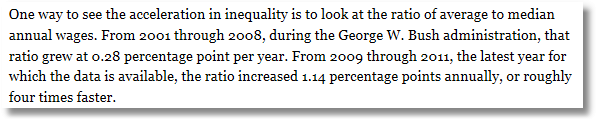 One way to see the acceleration in inequality is to look at the ratio of average to median
annual wages. From 2001 through 2008, during the George W. Bush administration, that
ratio grew at 0.28 percentage point per year. From 2009 through 2011, the latest year for
which the data is available, the ratio increased 1.14 percentage points annually, or roughly
four times faster.